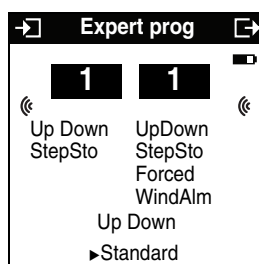 Expert prog
1 1
Up Down UpDown
StepSto StepSto
Forced
WindAlm
Up Down
▸Standard